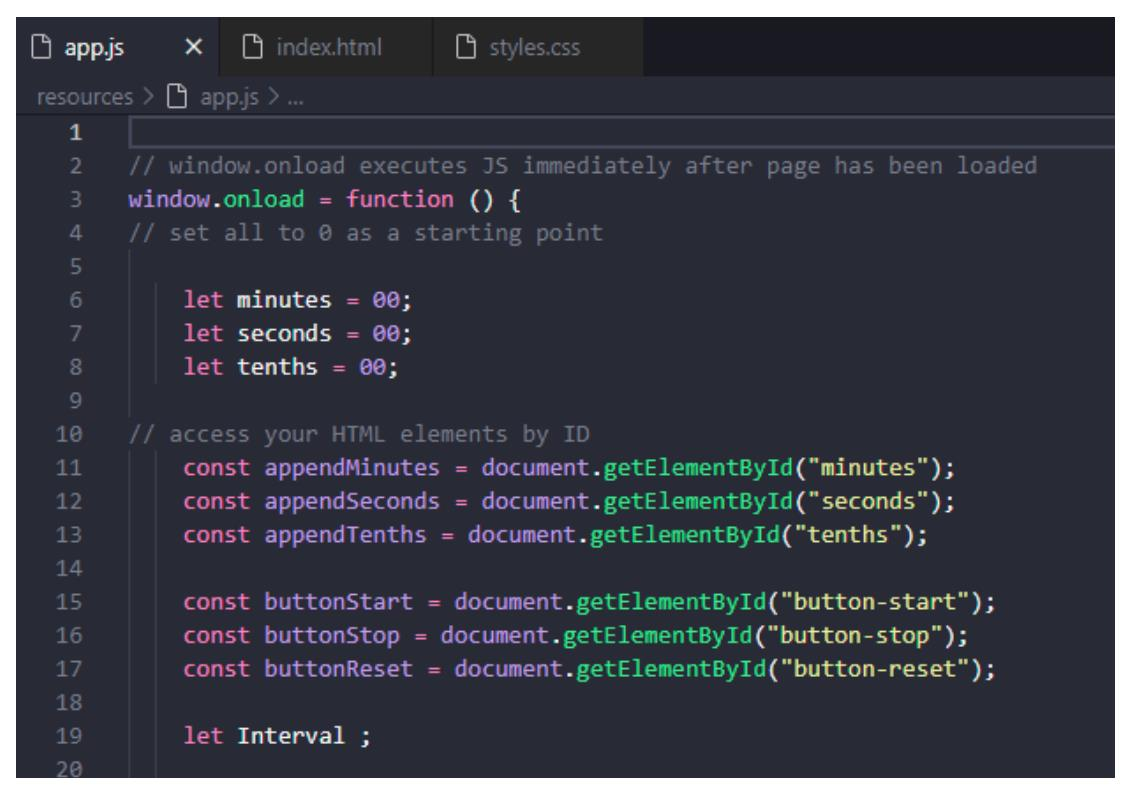 app.js × index.html styles.css
resources > app.js > ...
1
2 // window.onload executes JS immediately after page has been loaded
3 window.onload = function () {
4 // set all to 0 as a starting point
5
6 let minutes = 00;
7 let seconds = 00;
8 let tenths = 00;
9
10 // access your HTML elements by ID
11 const appendMinutes = document.getElementById("minutes");
12 const appendSeconds = document.getElementById("seconds");
13 const appendTenths = document.getElementById("tenths");
14
15 const buttonStart = document.getElementById("button-start");
16 const buttonStop = document.getElementById("button-stop");
17 const buttonReset = document.getElementById("button-reset");
18
19 let Interval ;
20